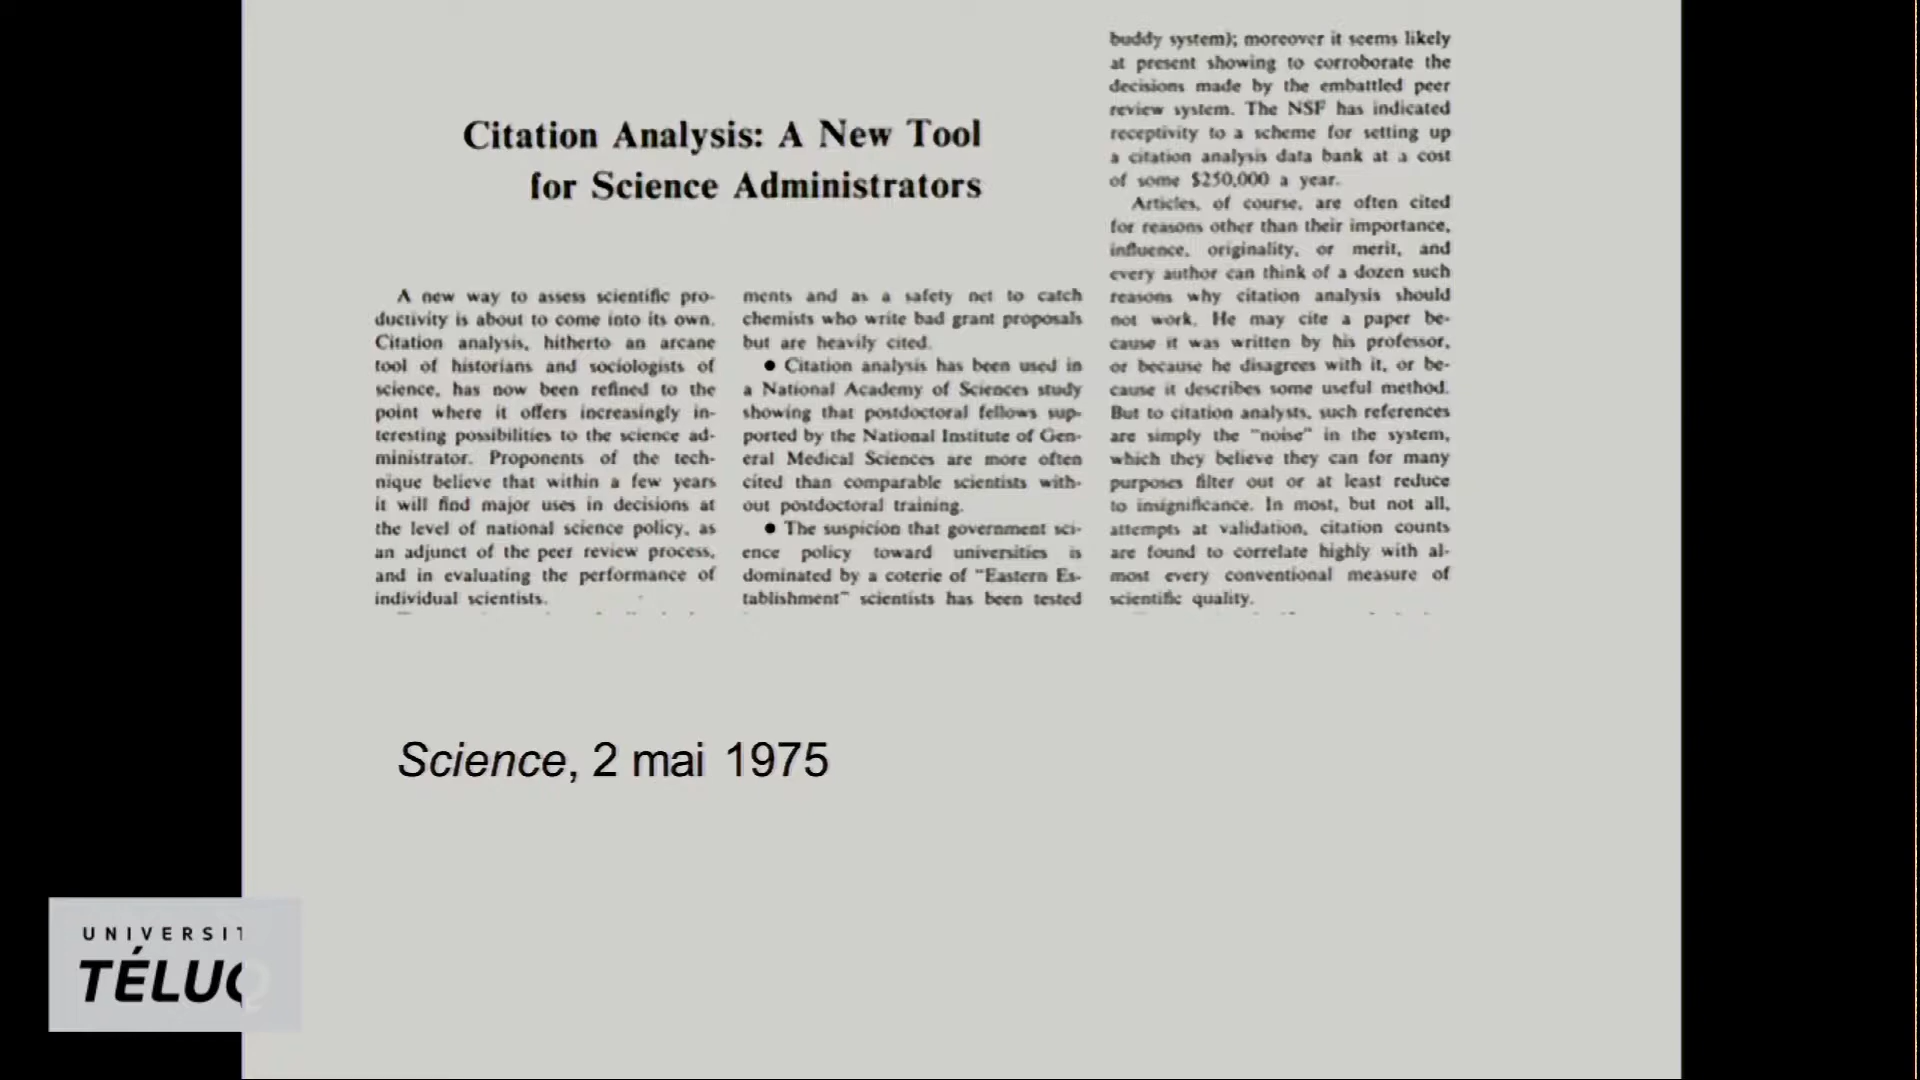 Citation Analysis: A New Tool
for Science Administrators
A new way to assess scientific pro-
ductivity is about to come into its own.
Citation analysis, hitherto an arcane
tool of historians and sociologists of
science, has now been refined to the
point where it offers increasingly in-
teresting possibilities to the science ad-
ministrator. Proponents of the tech-
nique believe that within a few years
it will find major uses in decisions at
the level of national science policy, as
an adjunct of the peer review process,
and in evaluating the performance of
individual scientists.
ments and as a safety net to catch
chemists who write bad grant proposals
but are heavily cited.
● Citation analysis has been used in
a National Academy of Sciences study
showing that postdoctoral fellows sup-
ported by the National Institute of Gen-
eral Medical Sciences are more often
cited than comparable scientists with-
out postdoctoral training.
● The suspicion that government sci-
ence policy toward universities is
dominated by a coterie of "Eastern Es-
tablishment" scientists has been tested
buddy system); moreover it seems likely
at present showing to corroborate the
decisions made by the embattled peer
review system. The NSF has indicated
receptivity to a scheme for setting up
a citation analysis data bank at a cost
of some $250,000 a year.
Articles, of course, are often cited
for reasons other than their importance,
influence, originality, or merit, and
every author can think of a dozen such
reasons why citation analysis should
not work. He may cite a paper be-
cause it was written by his professor,
or because he disagrees with it, or be-
cause it describes some useful method.
But to citation analysts, such references
are simply the "noise" in the system,
which they believe they can for many
purposes filter out or at least reduce
to insignificance. In most, but not all,
attempts at validation, citation counts
are found to correlate highly with al-
most every conventional measure of
scientific quality.
Science, 2 mai 1975
UNIVERSIT
TÉLUQ